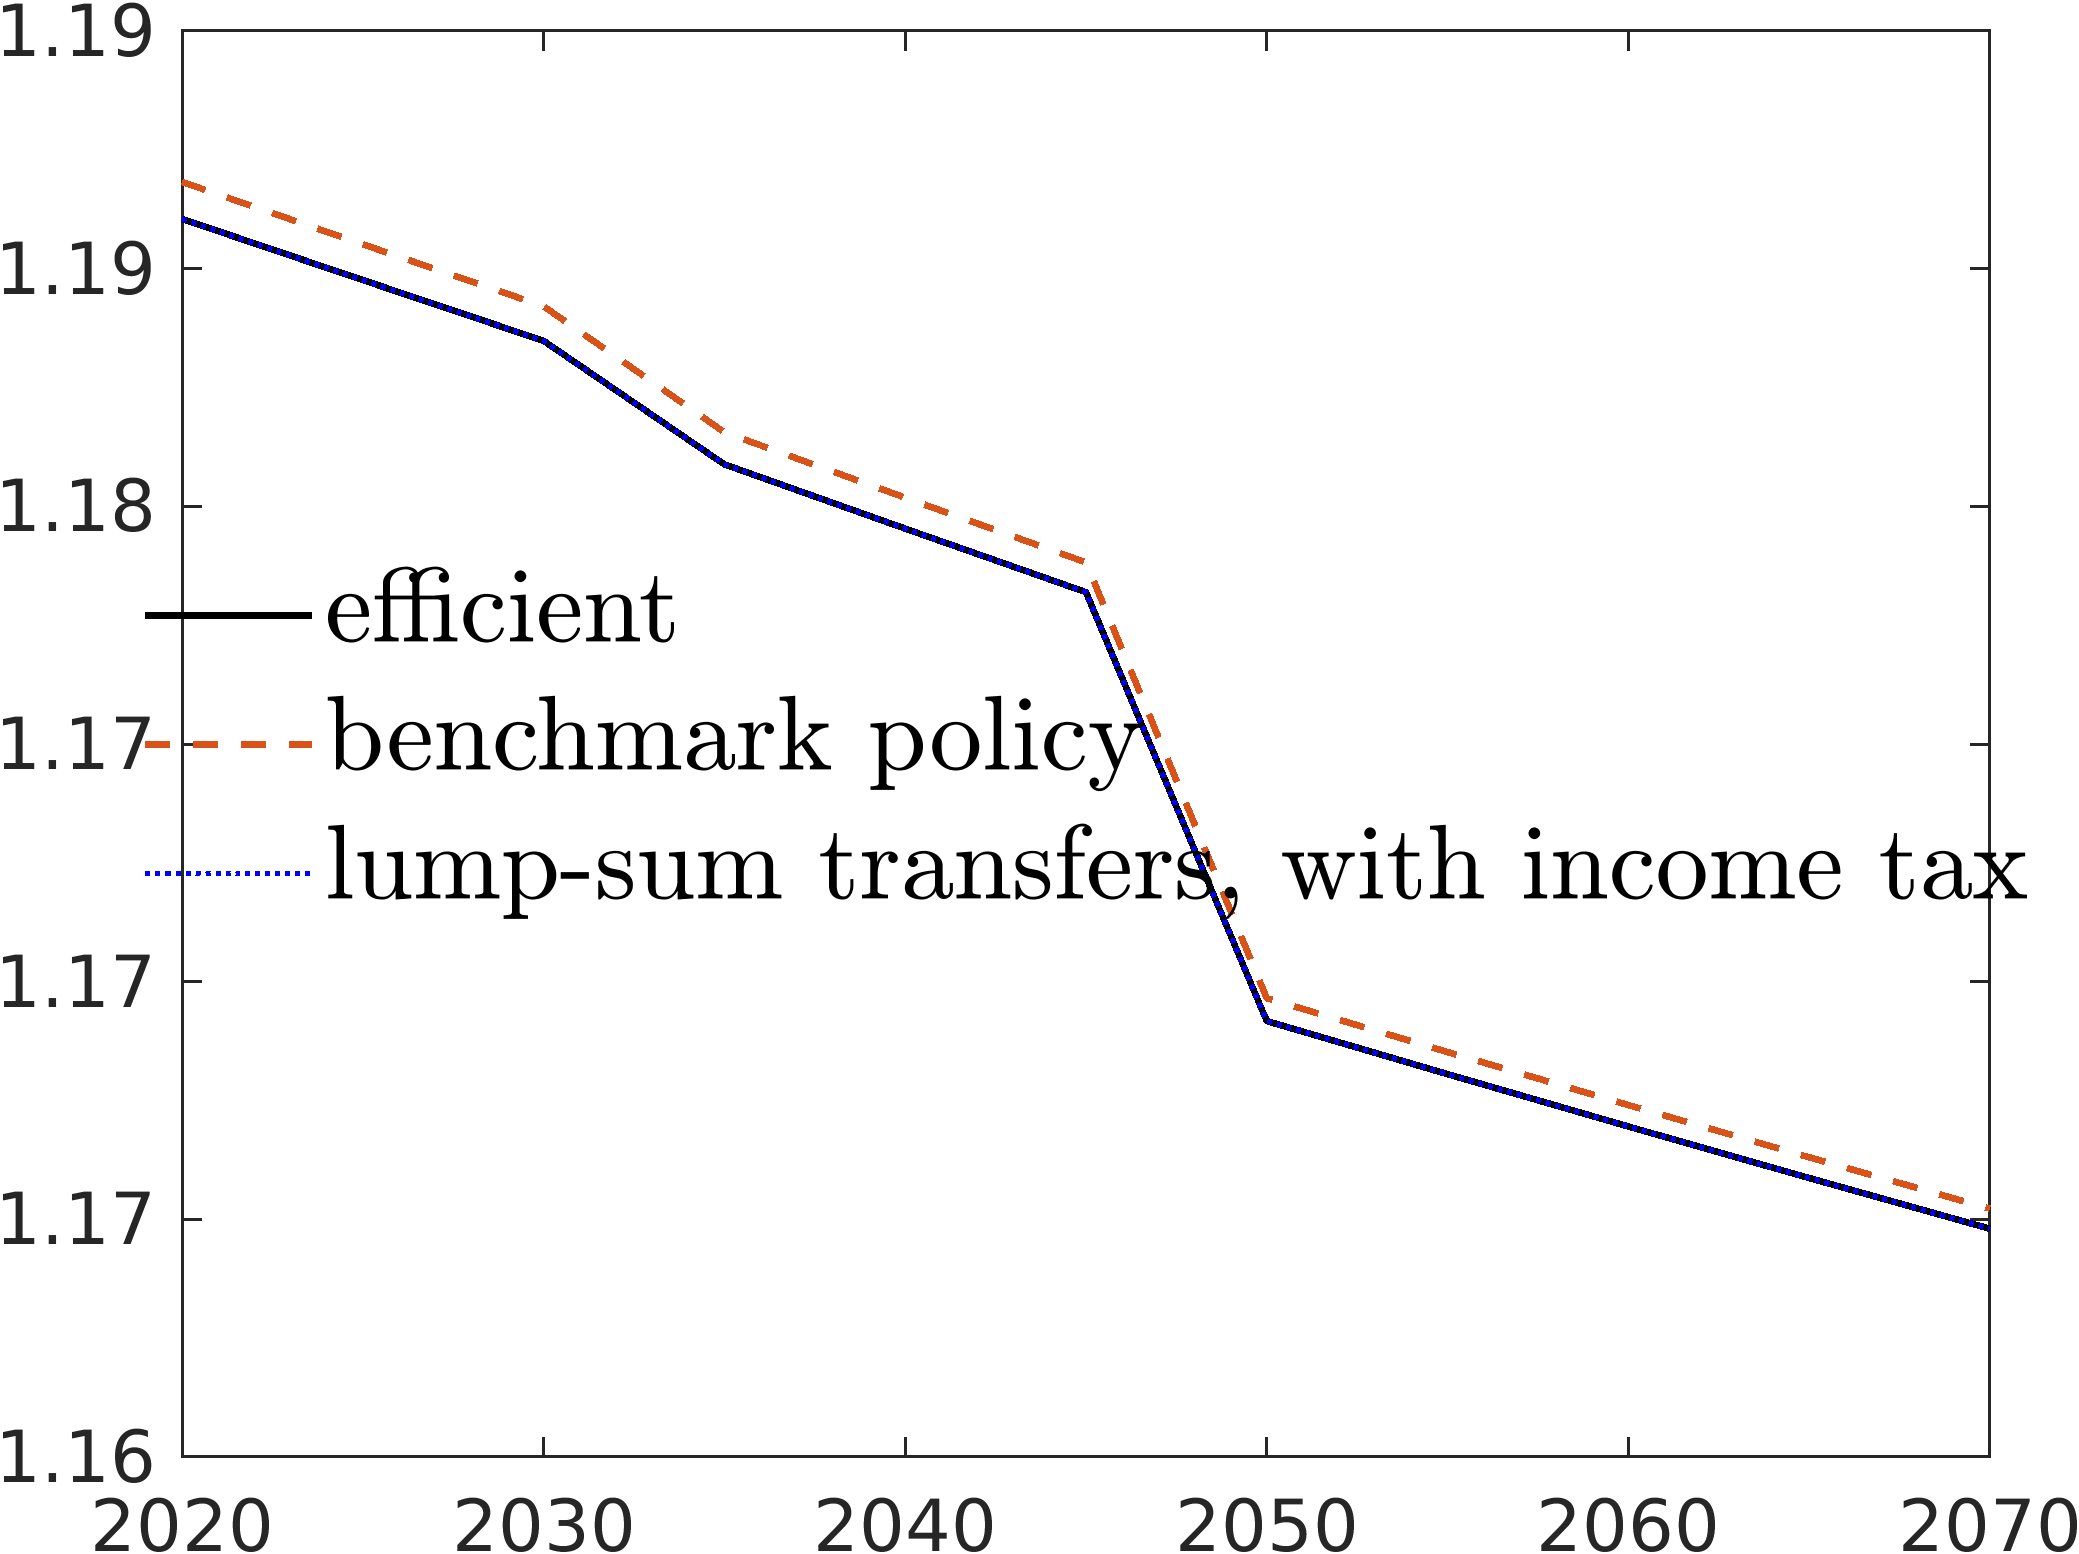 1.19
1.19
1.18
efficient
1.17
benchmark policy
lump-sum transfers, with income tax
1.17
1.17
1.16
2020 2030 2040 2050 2060 2070